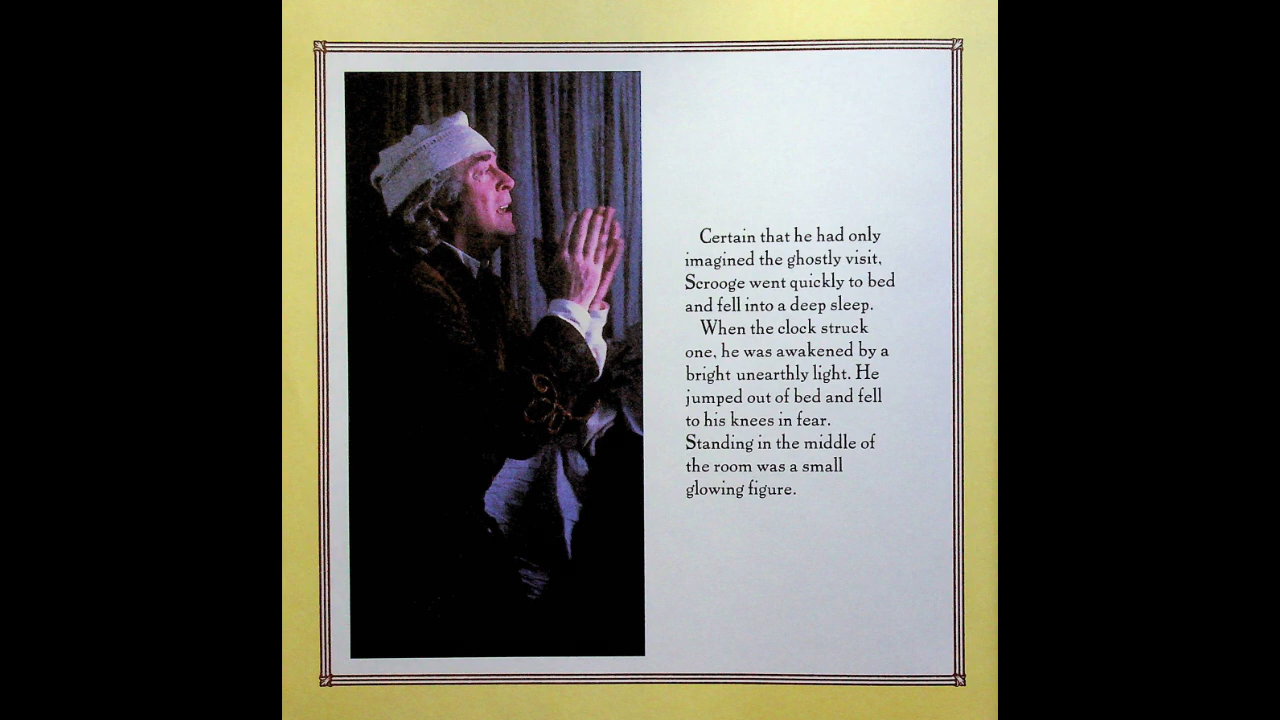 Certain that he had only
imagined the ghostly visit,
Scrooge went quickly to bed
and fell into a deep sleep.
When the clock struck
one, he was awakened by a
bright unearthly light. He
jumped out of bed and fell
to his knees in fear.
Standing in the middle of
the room was a small
glowing figure.